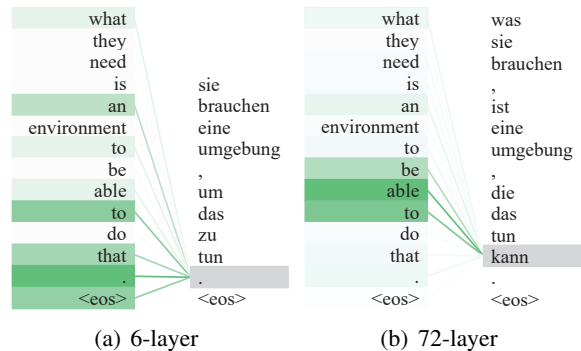 what
they
need
is
an
environment
to
be
able
to
do
that
.
<eos>
sie
brauchen
eine
umgebung
,
um
das
zu
tun
.
<eos>
(a) 6-layer
what
they
need
is
an
environment
to
be
able
to
do
that
.
<eos>
was
sie
brauchen
,
ist
eine
umgebung
,
die
das
tun
kann
.
<eos>
(b) 72-layer